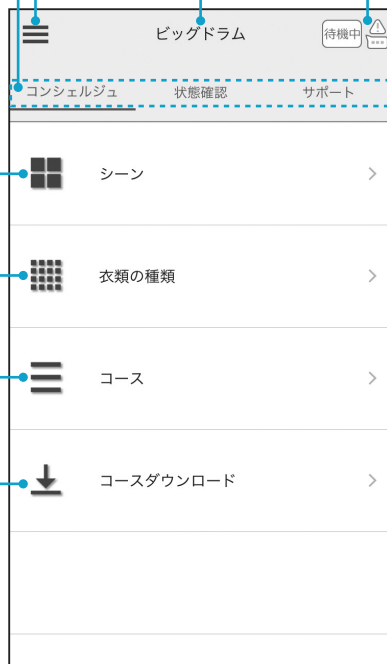 ビッグドラム
待機中
コンシェルジュ 状態確認 サポート
シーン
衣類の種類
コース
コースダウンロード